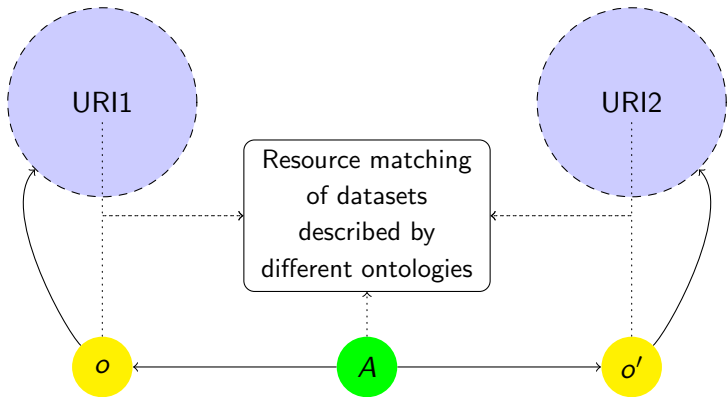 URI1
URI2
Resource matching
of datasets
described by
different ontologies
o
A
o′